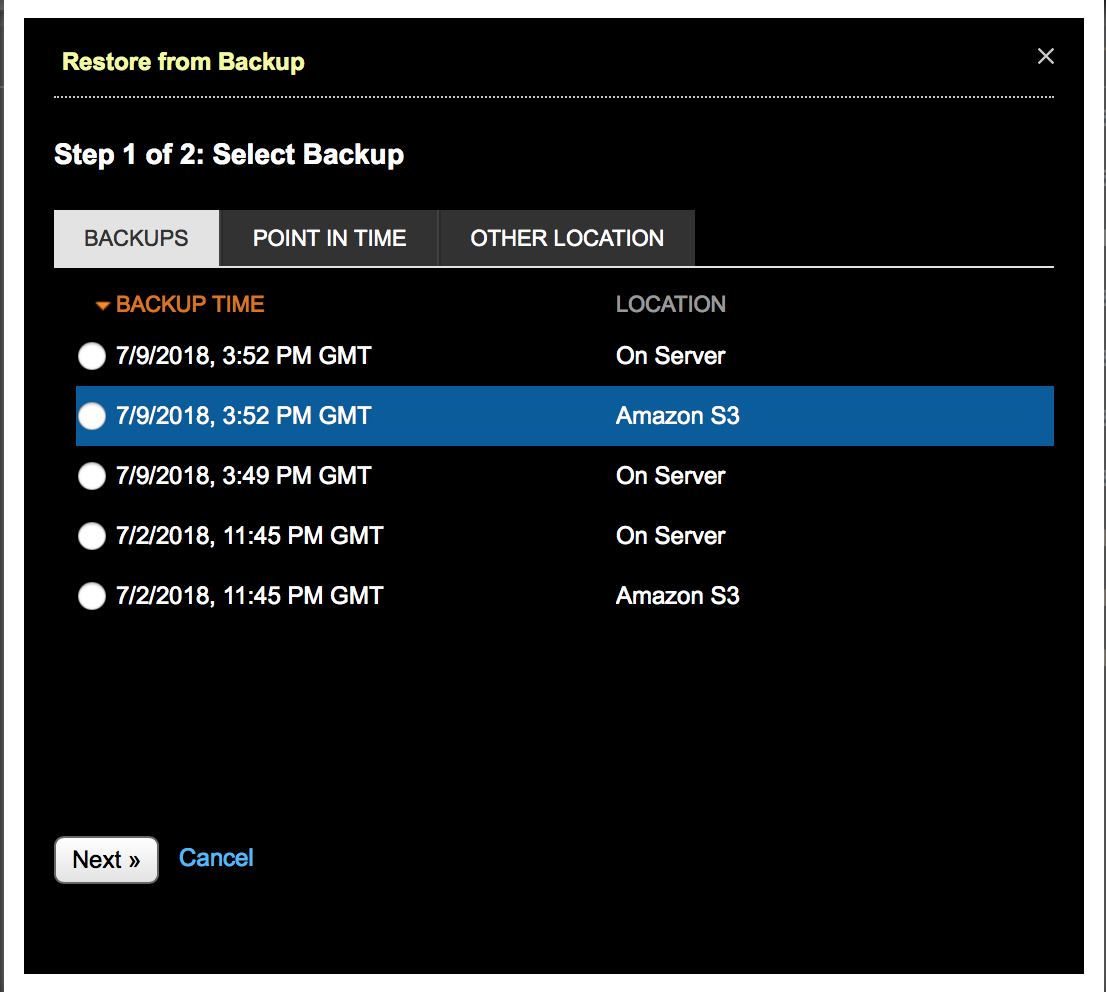 Restore from Backup
Step 1 of 2: Select Backup
BACKUPS POINT IN TIME OTHER LOCATION
BACKUP TIME LOCATION
7/9/2018, 3:52 PM GMT On Server
7/9/2018, 3:52 PM GMT Amazon S3
7/9/2018, 3:49 PM GMT On Server
7/2/2018, 11:45 PM GMT On Server
7/2/2018, 11:45 PM GMT Amazon S3
Next » Cancel